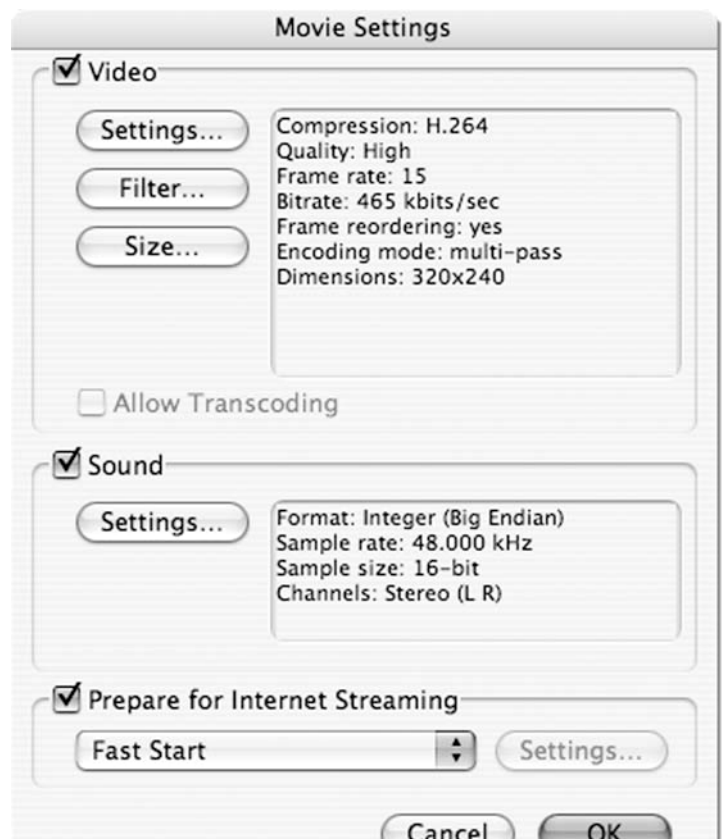 Movie Settings
Video
Settings...
Filter...
Size...
Compression: H.264
Quality: High
Frame rate: 15
Bitrate: 465 kbits/sec
Frame reordering: yes
Encoding mode: multi-pass
Dimensions: 320x240
Allow Transcoding
Sound
Settings...
Format: Integer (Big Endian)
Sample rate: 48.000 kHz
Sample size: 16-bit
Channels: Stereo (L R)
Prepare for Internet Streaming
Fast Start
Settings...
Cancel
OK